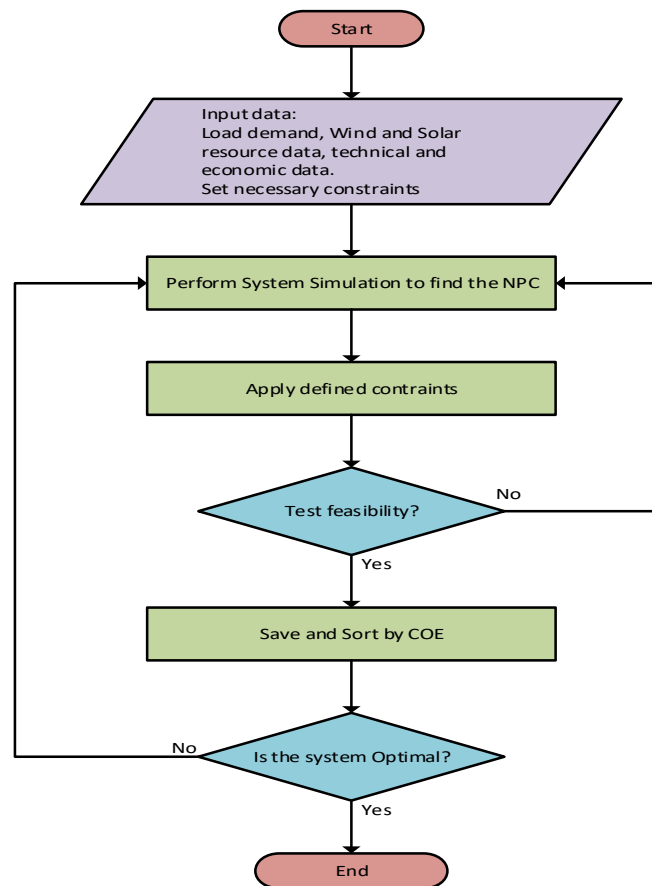 Start
Input data:
Load demand, Wind and Solar
resource data, technical and
economic data.
Set necessary constraints
Perform System Simulation to find the NPC
Apply defined contraints
Test feasibility?
No
Yes
Save and Sort by COE
Is the system Optimal?
No
Yes
End